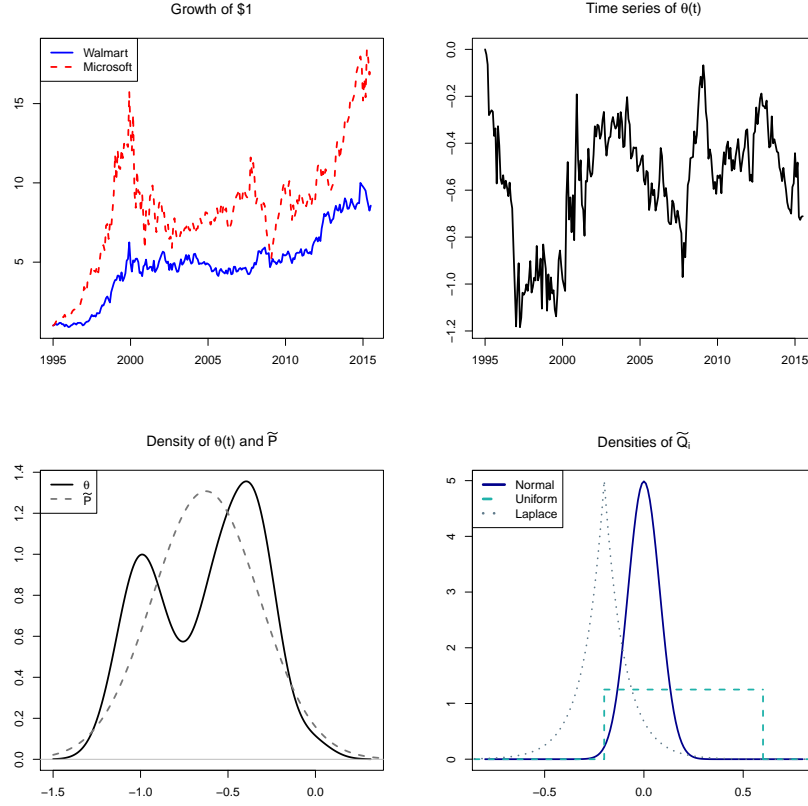 Growth of $1
Walmart
Microsoft
15
10
5
1995 2000 2005 2010 2015
Time series of θ(t)
0.0
−0.2
−0.4
−0.6
−0.8
−1.0
−1.2
1995 2000 2005 2010 2015
Density of θ(t) and P̃
θ
P̃
1.4
1.2
1.0
0.8
0.6
0.4
0.2
0.0
−1.5 −1.0 −0.5 0.0
Densities of Q̃ᵢ
Normal
Uniform
Laplace
5
4
3
2
1
0
−0.5 0.0 0.5